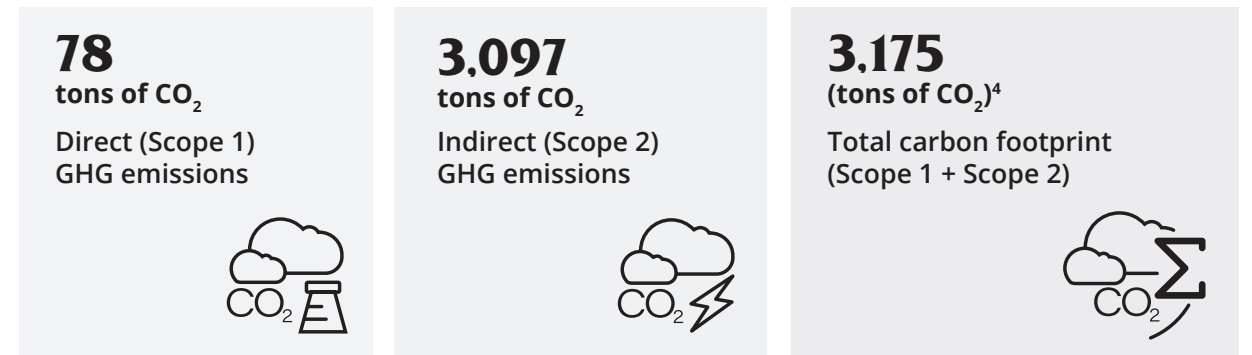 78
tons of CO₂
Direct (Scope 1)
GHG emissions
CO₂
3,097
tons of CO₂
Indirect (Scope 2)
GHG emissions
CO₂
3,175
(tons of CO₂)⁴
Total carbon footprint
(Scope 1 + Scope 2)
CO₂ Σ